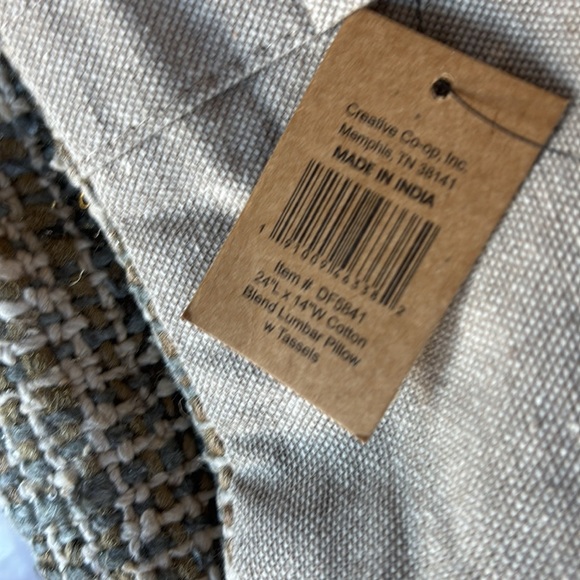 Creative Co-op, Inc.
Memphis, TN 38141
MADE IN INDIA
Item # DF5841
24"L x 14"W Cotton
Blend Lumbar Pillow
w Tassels